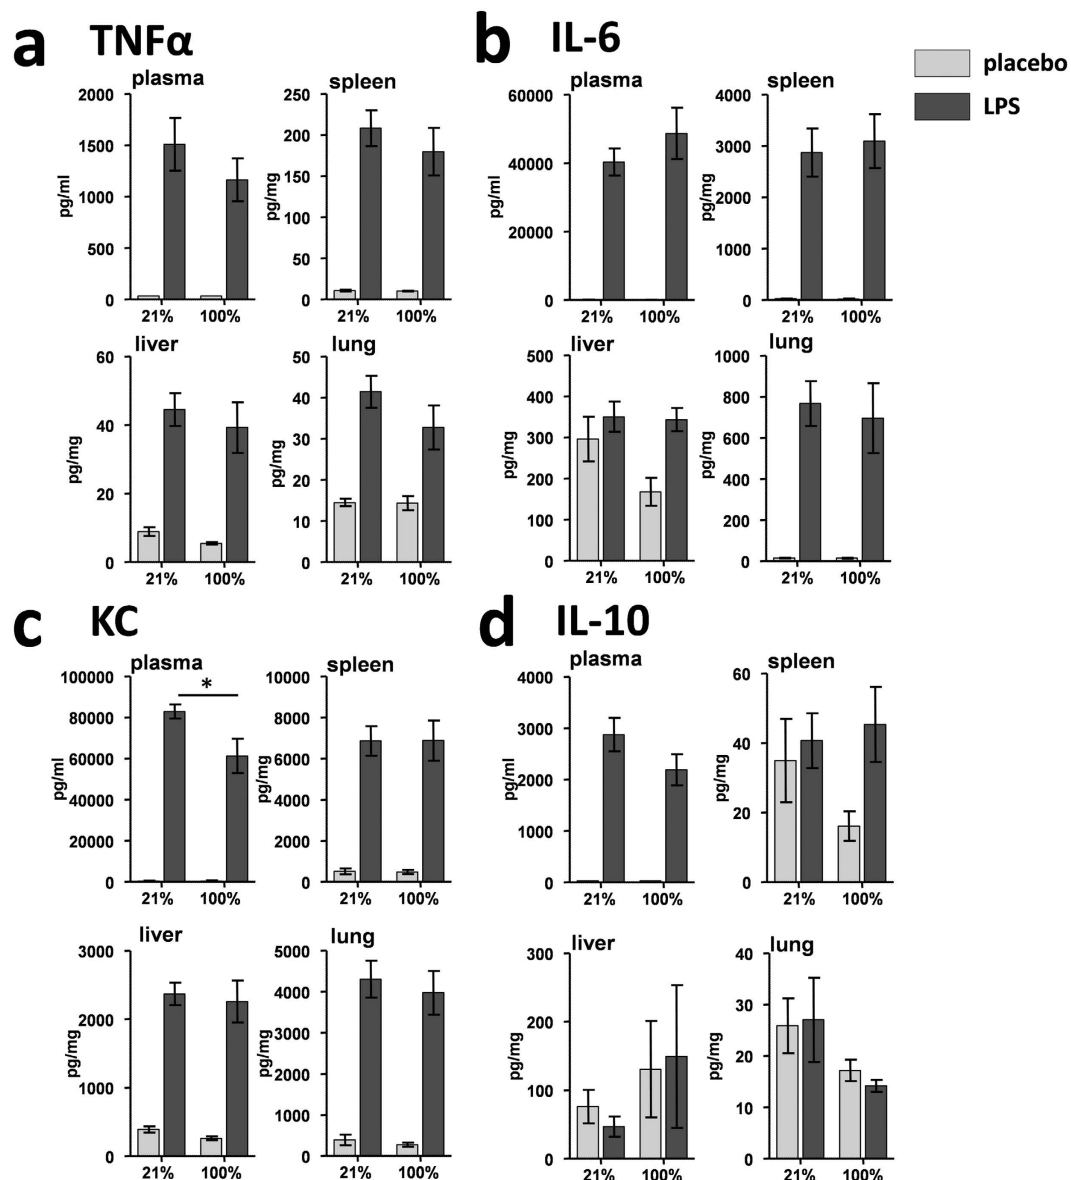 a TNFα
b IL-6
placebo
LPS
plasma
2000
1500
1000
500
0
pg/ml
21% 100%
spleen
250
200
150
100
50
0
pg/mg
21% 100%
plasma
60000
40000
20000
0
pg/ml
21% 100%
spleen
4000
3000
2000
1000
0
pg/mg
21% 100%
liver
60
40
20
0
pg/mg
21% 100%
lung
50
40
30
20
10
0
pg/mg
21% 100%
liver
500
400
300
200
100
0
pg/mg
21% 100%
lung
1000
800
600
400
200
0
pg/mg
21% 100%
c KC
d IL-10
plasma
100000
80000
60000
40000
20000
0
pg/ml
*
21% 100%
spleen
8000
6000
4000
2000
0
pg/mg
21% 100%
plasma
4000
3000
2000
1000
0
pg/ml
21% 100%
spleen
60
40
20
0
pg/mg
21% 100%
liver
3000
2000
1000
0
pg/mg
21% 100%
lung
5000
4000
3000
2000
1000
0
pg/mg
21% 100%
liver
300
200
100
0
pg/mg
21% 100%
lung
40
30
20
10
0
pg/mg
21% 100%